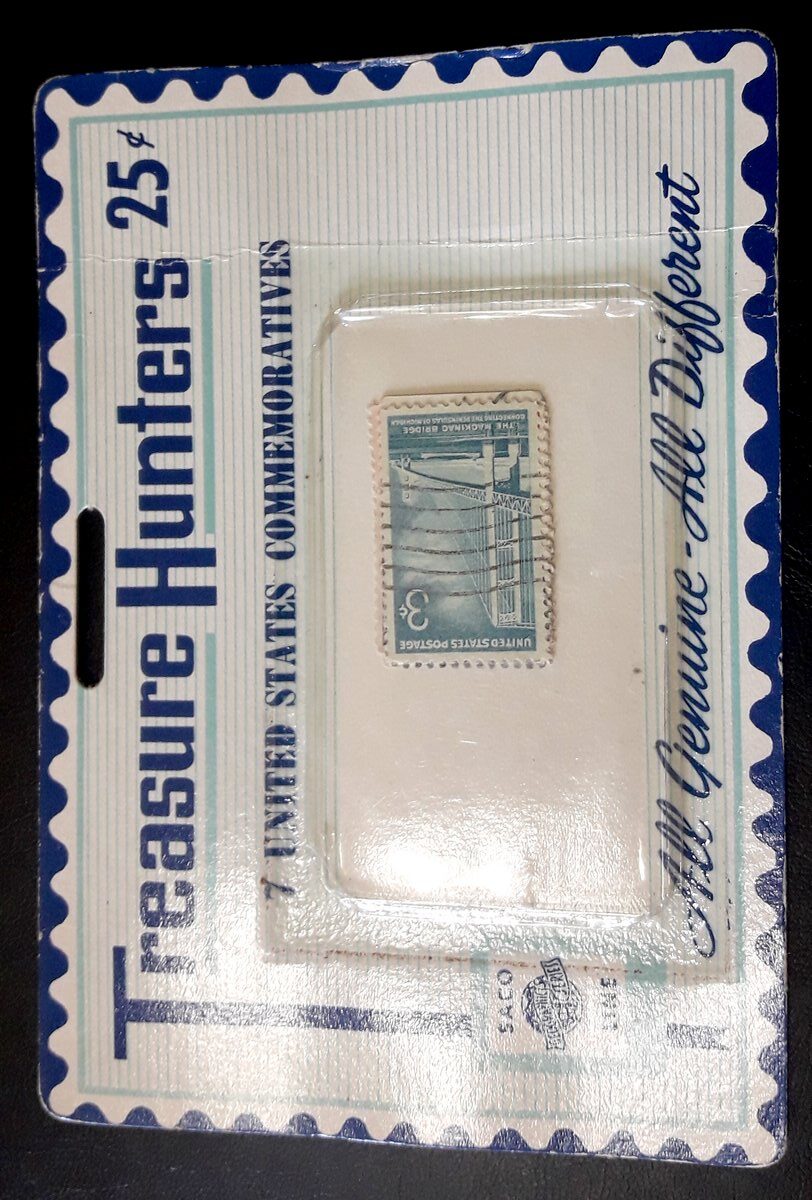 Treasure Hunters 25¢
7 UNITED STATES COMMEMORATIVES
UNITED STATES POSTAGE
3¢
THE MACKINAC BRIDGE
CONNECTING THE PENINSULAS OF MICHIGAN
SACO
LINE
All Genuine - All Different